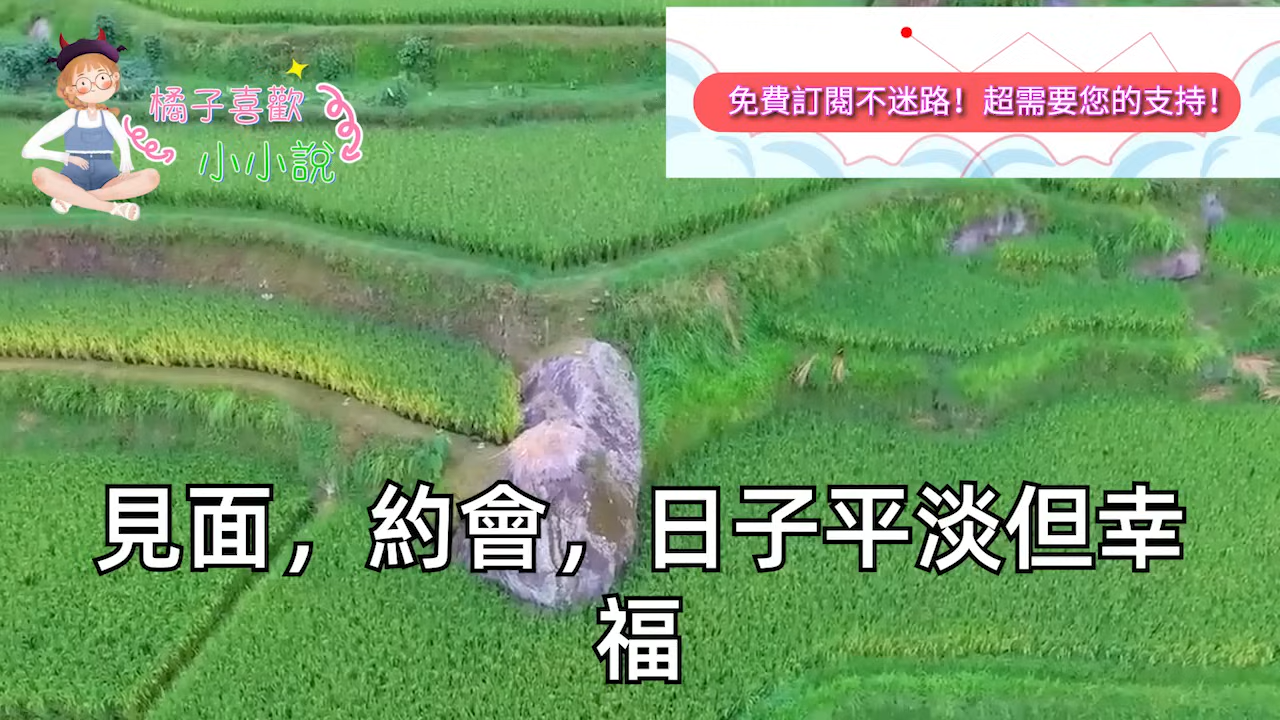 橘子喜歡
小小說
免費訂閱不迷路！超需要您的支持！
見面，約會，日子平淡但幸
福